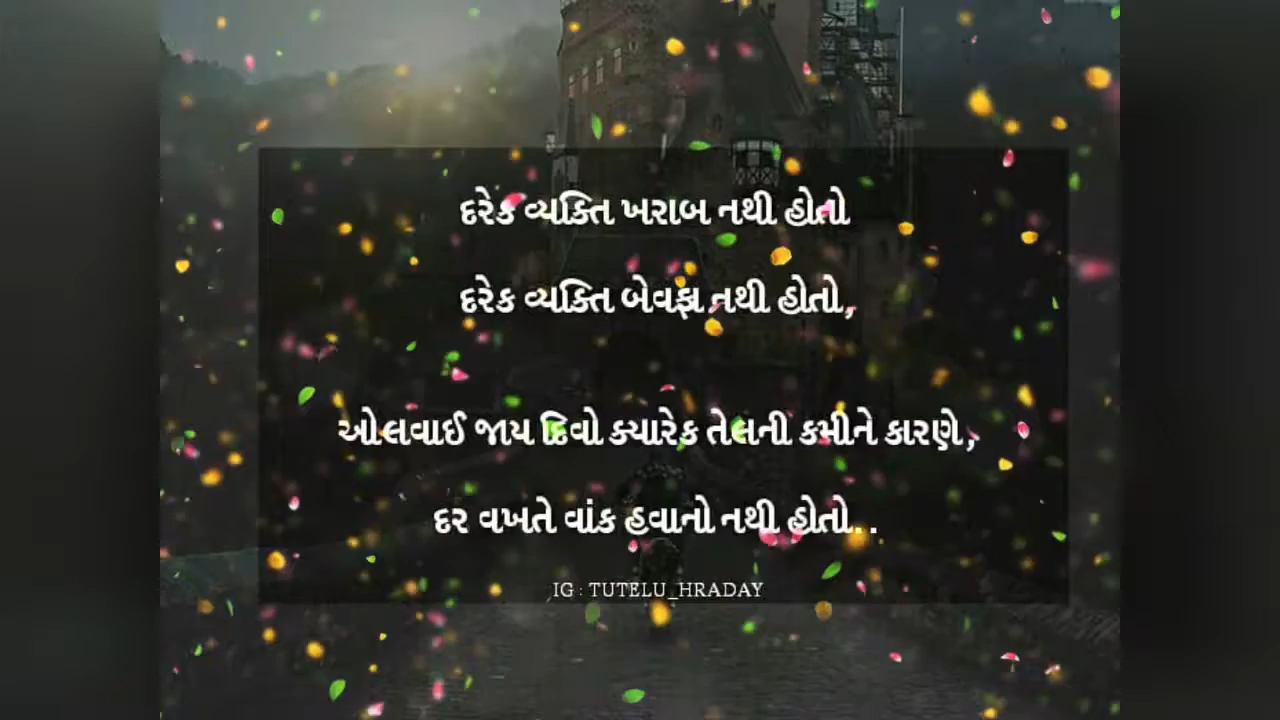 દરેક વ્યક્તિ ખરાબ નથી હોતો
દરેક વ્યક્તિ બેવફા નથી હોતો,
ઓલવાઈ જાય દિવો ક્યારેક તેલની કમીને કારણે,
દર વખતે વાંક હવાનો નથી હોતો..
IG : TUTELU_HRADAY